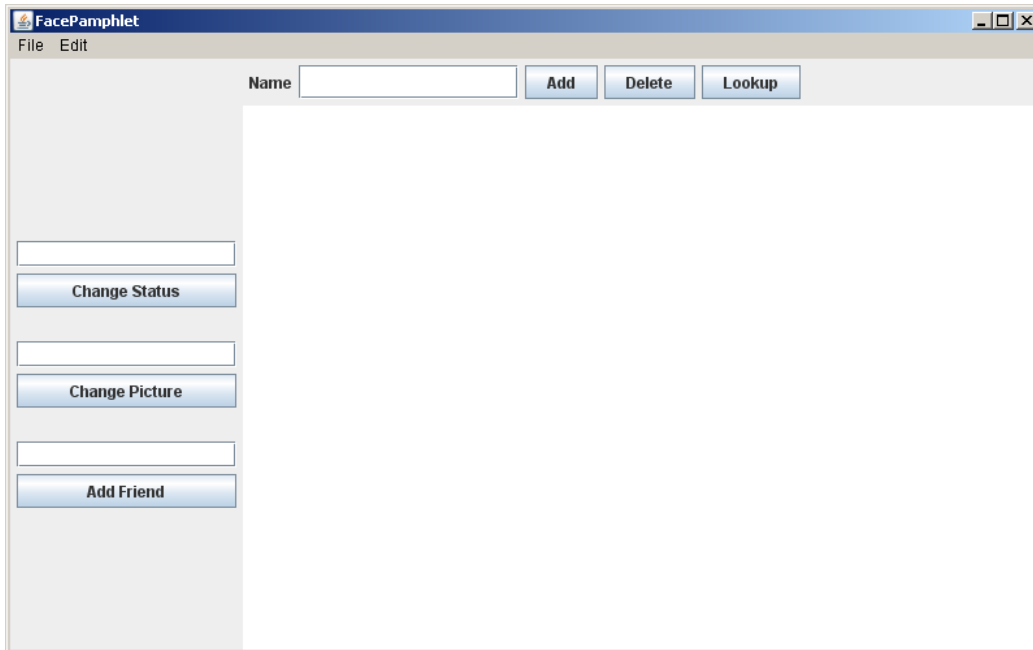 FacePamphlet
File Edit
Name Add Delete Lookup
Change Status
Change Picture
Add Friend